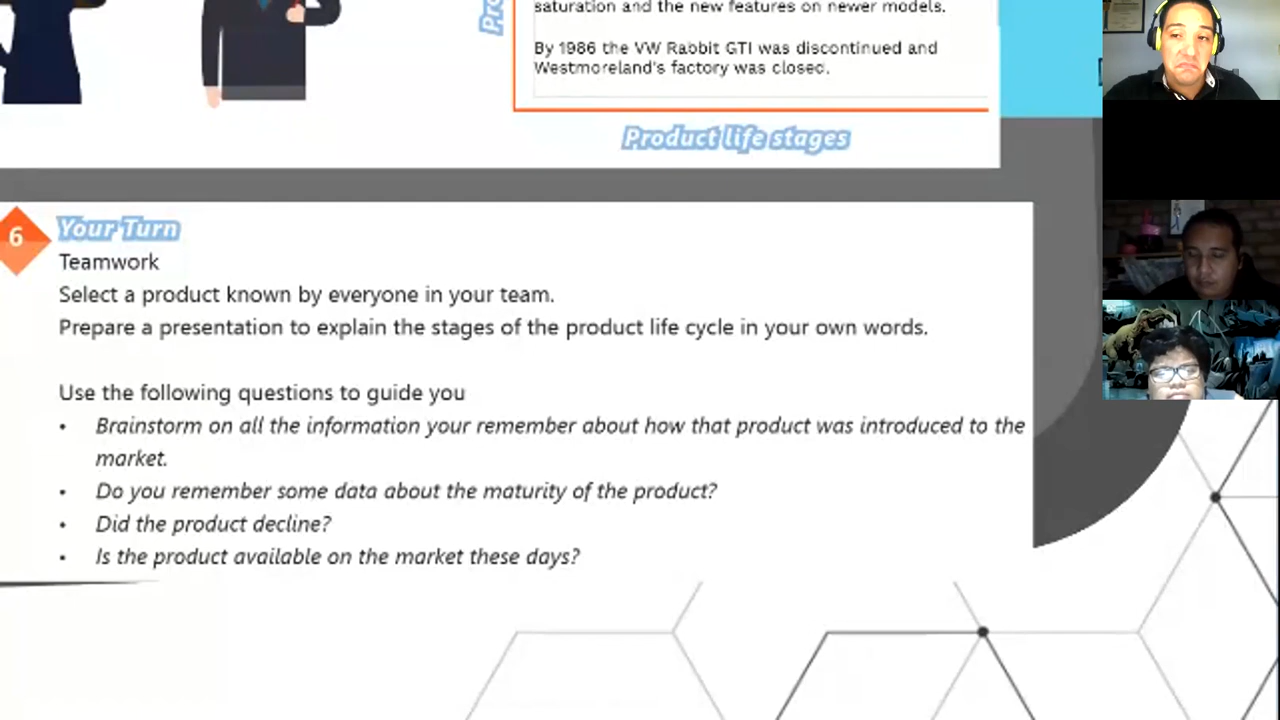 saturation and the new features on newer models.
By 1986 the VW Rabbit GTI was discontinued and
Westmoreland's factory was closed.
Product life stages
6
Your Turn
Teamwork
Select a product known by everyone in your team.
Prepare a presentation to explain the stages of the product life cycle in your own words.
Use the following questions to guide you
• Brainstorm on all the information your remember about how that product was introduced to the
market.
• Do you remember some data about the maturity of the product?
• Did the product decline?
• Is the product available on the market these days?